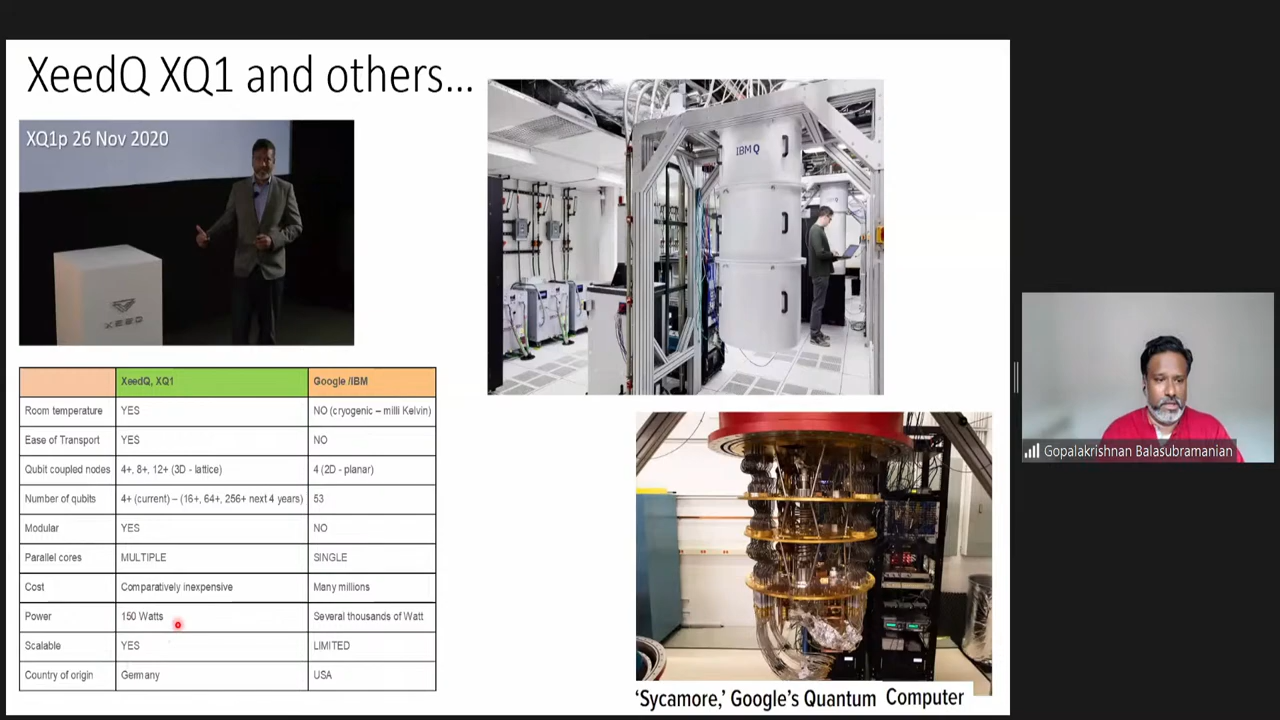 XeedQ XQ1 and others...
XQ1p 26 Nov 2020
XEEDQ
IBM Q
XeedQ, XQ1 Google /IBM
Room temperature YES NO (cryogenic – milli Kelvin)
Ease of Transport YES NO
Qubit coupled nodes 4+, 8+, 12+ (3D - lattice) 4 (2D - planar)
Number of qubits 4+ (current) – (16+, 64+, 256+ next 4 years) 53
Modular YES NO
Parallel cores MULTIPLE SINGLE
Cost Comparatively inexpensive Many millions
Power 150 Watts Several thousands of Watt
Scalable YES LIMITED
Country of origin Germany USA
‘Sycamore,’ Google’s Quantum Computer
Gopalakrishnan Balasubramanian